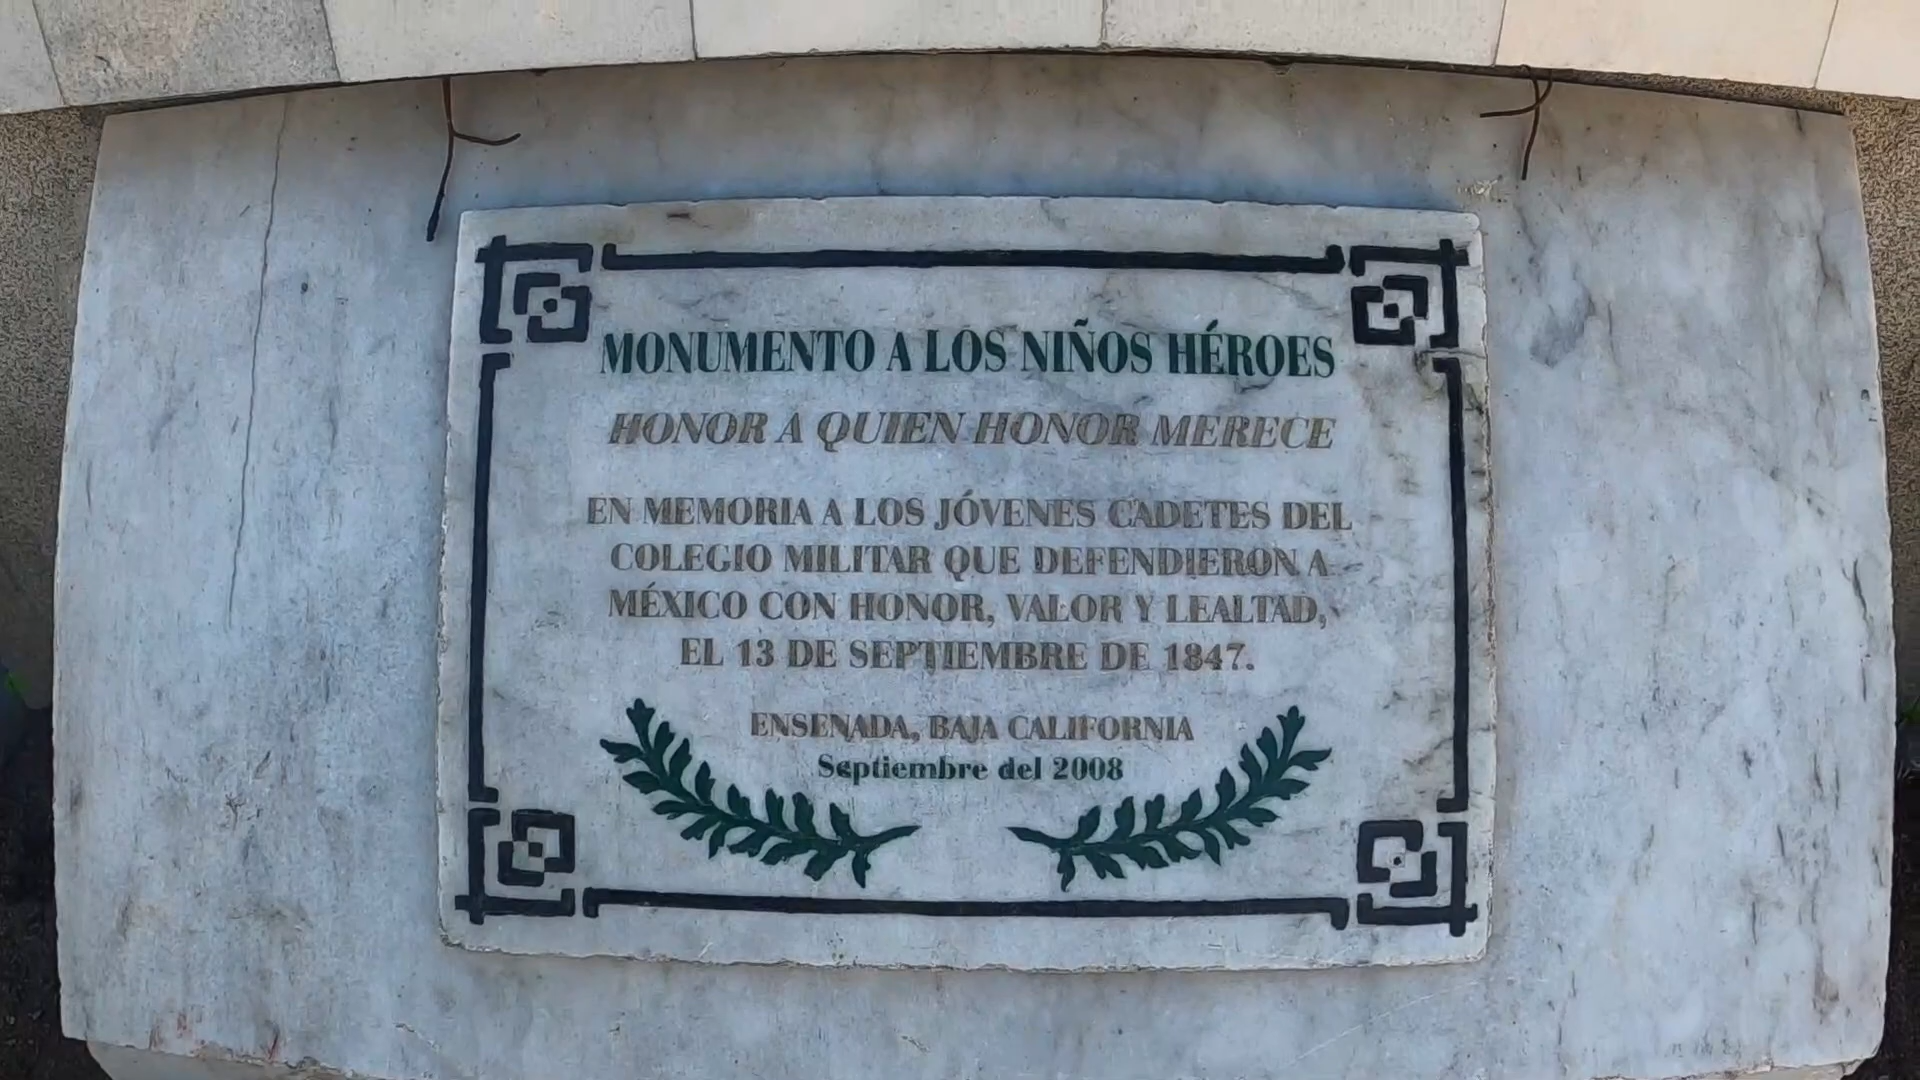 MONUMENTO A LOS NIÑOS HÉROES
HONOR A QUIEN HONOR MERECE
EN MEMORIA A LOS JÓVENES CADETES DEL
COLEGIO MILITAR QUE DEFENDIERON A
MÉXICO CON HONOR, VALOR Y LEALTAD,
EL 13 DE SEPTIEMBRE DE 1847.
ENSENADA, BAJA CALIFORNIA
Septiembre del 2008